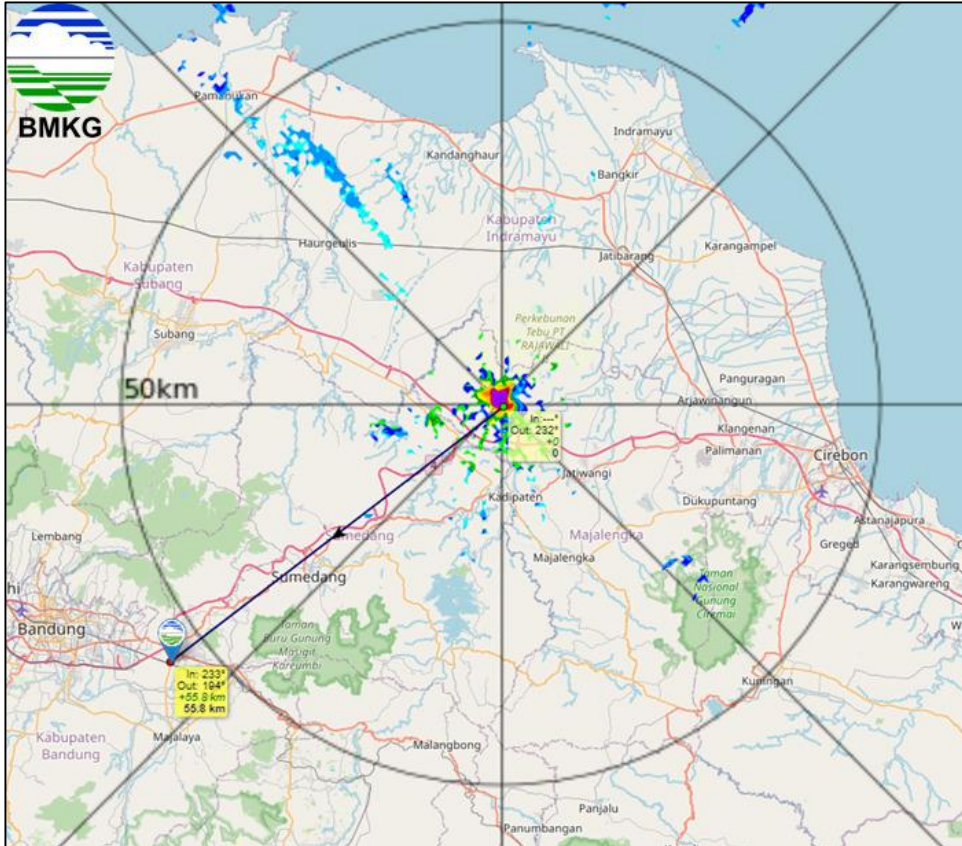 BMKG
Pamanukan
Kandanghaur
Indramayu
Bangkir
Kabupaten
Indramayu
Haurgeulis
Karangampel
Jatibarang
Kabupaten
Subang
Subang
Perkebunan
Tebu PT
RAJAWALI
50km
Panguragan
Arjawinangun
Klangenan
Palimanan
Cirebon
In: ---°
Out: 232°
+0
0
Jatiwangi
Kadipaten
Dukupuntang
Astanajapura
Sumedang
Majalengka
Greged
Lembang
Majalengka
Karangsembung
Karangwareng
Sumedang
Taman
Nasional
Gunung
Ciremai
hi
Bandung
Taman
Buru Gunung
Masigit
Kareumbi
In: 233°
Out: 194°
+55.8 km
55.8 km
Kuningan
Majalaya
Kabupaten
Bandung
Malangbong
Panjalu
Panumbangan